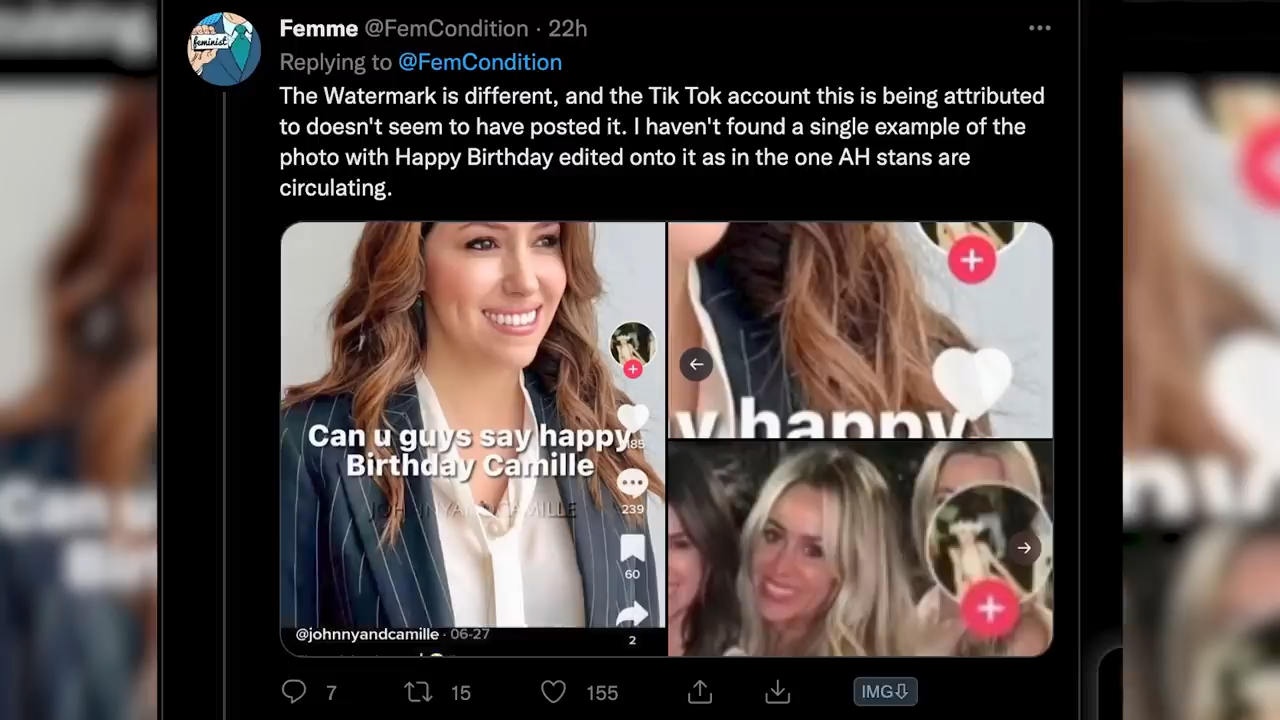 Femme @FemCondition · 22h
feminist
Replying to @FemCondition
The Watermark is different, and the Tik Tok account this is being attributed
to doesn't seem to have posted it. I haven't found a single example of the
photo with Happy Birthday edited onto it as in the one AH stans are
circulating.
Can u guys say happy
Birthday Camille
JOHNNYANDCAMILLE
185
239
60
2
@johnnyandcamille · 06-27
y happy
7
15
155
IMG